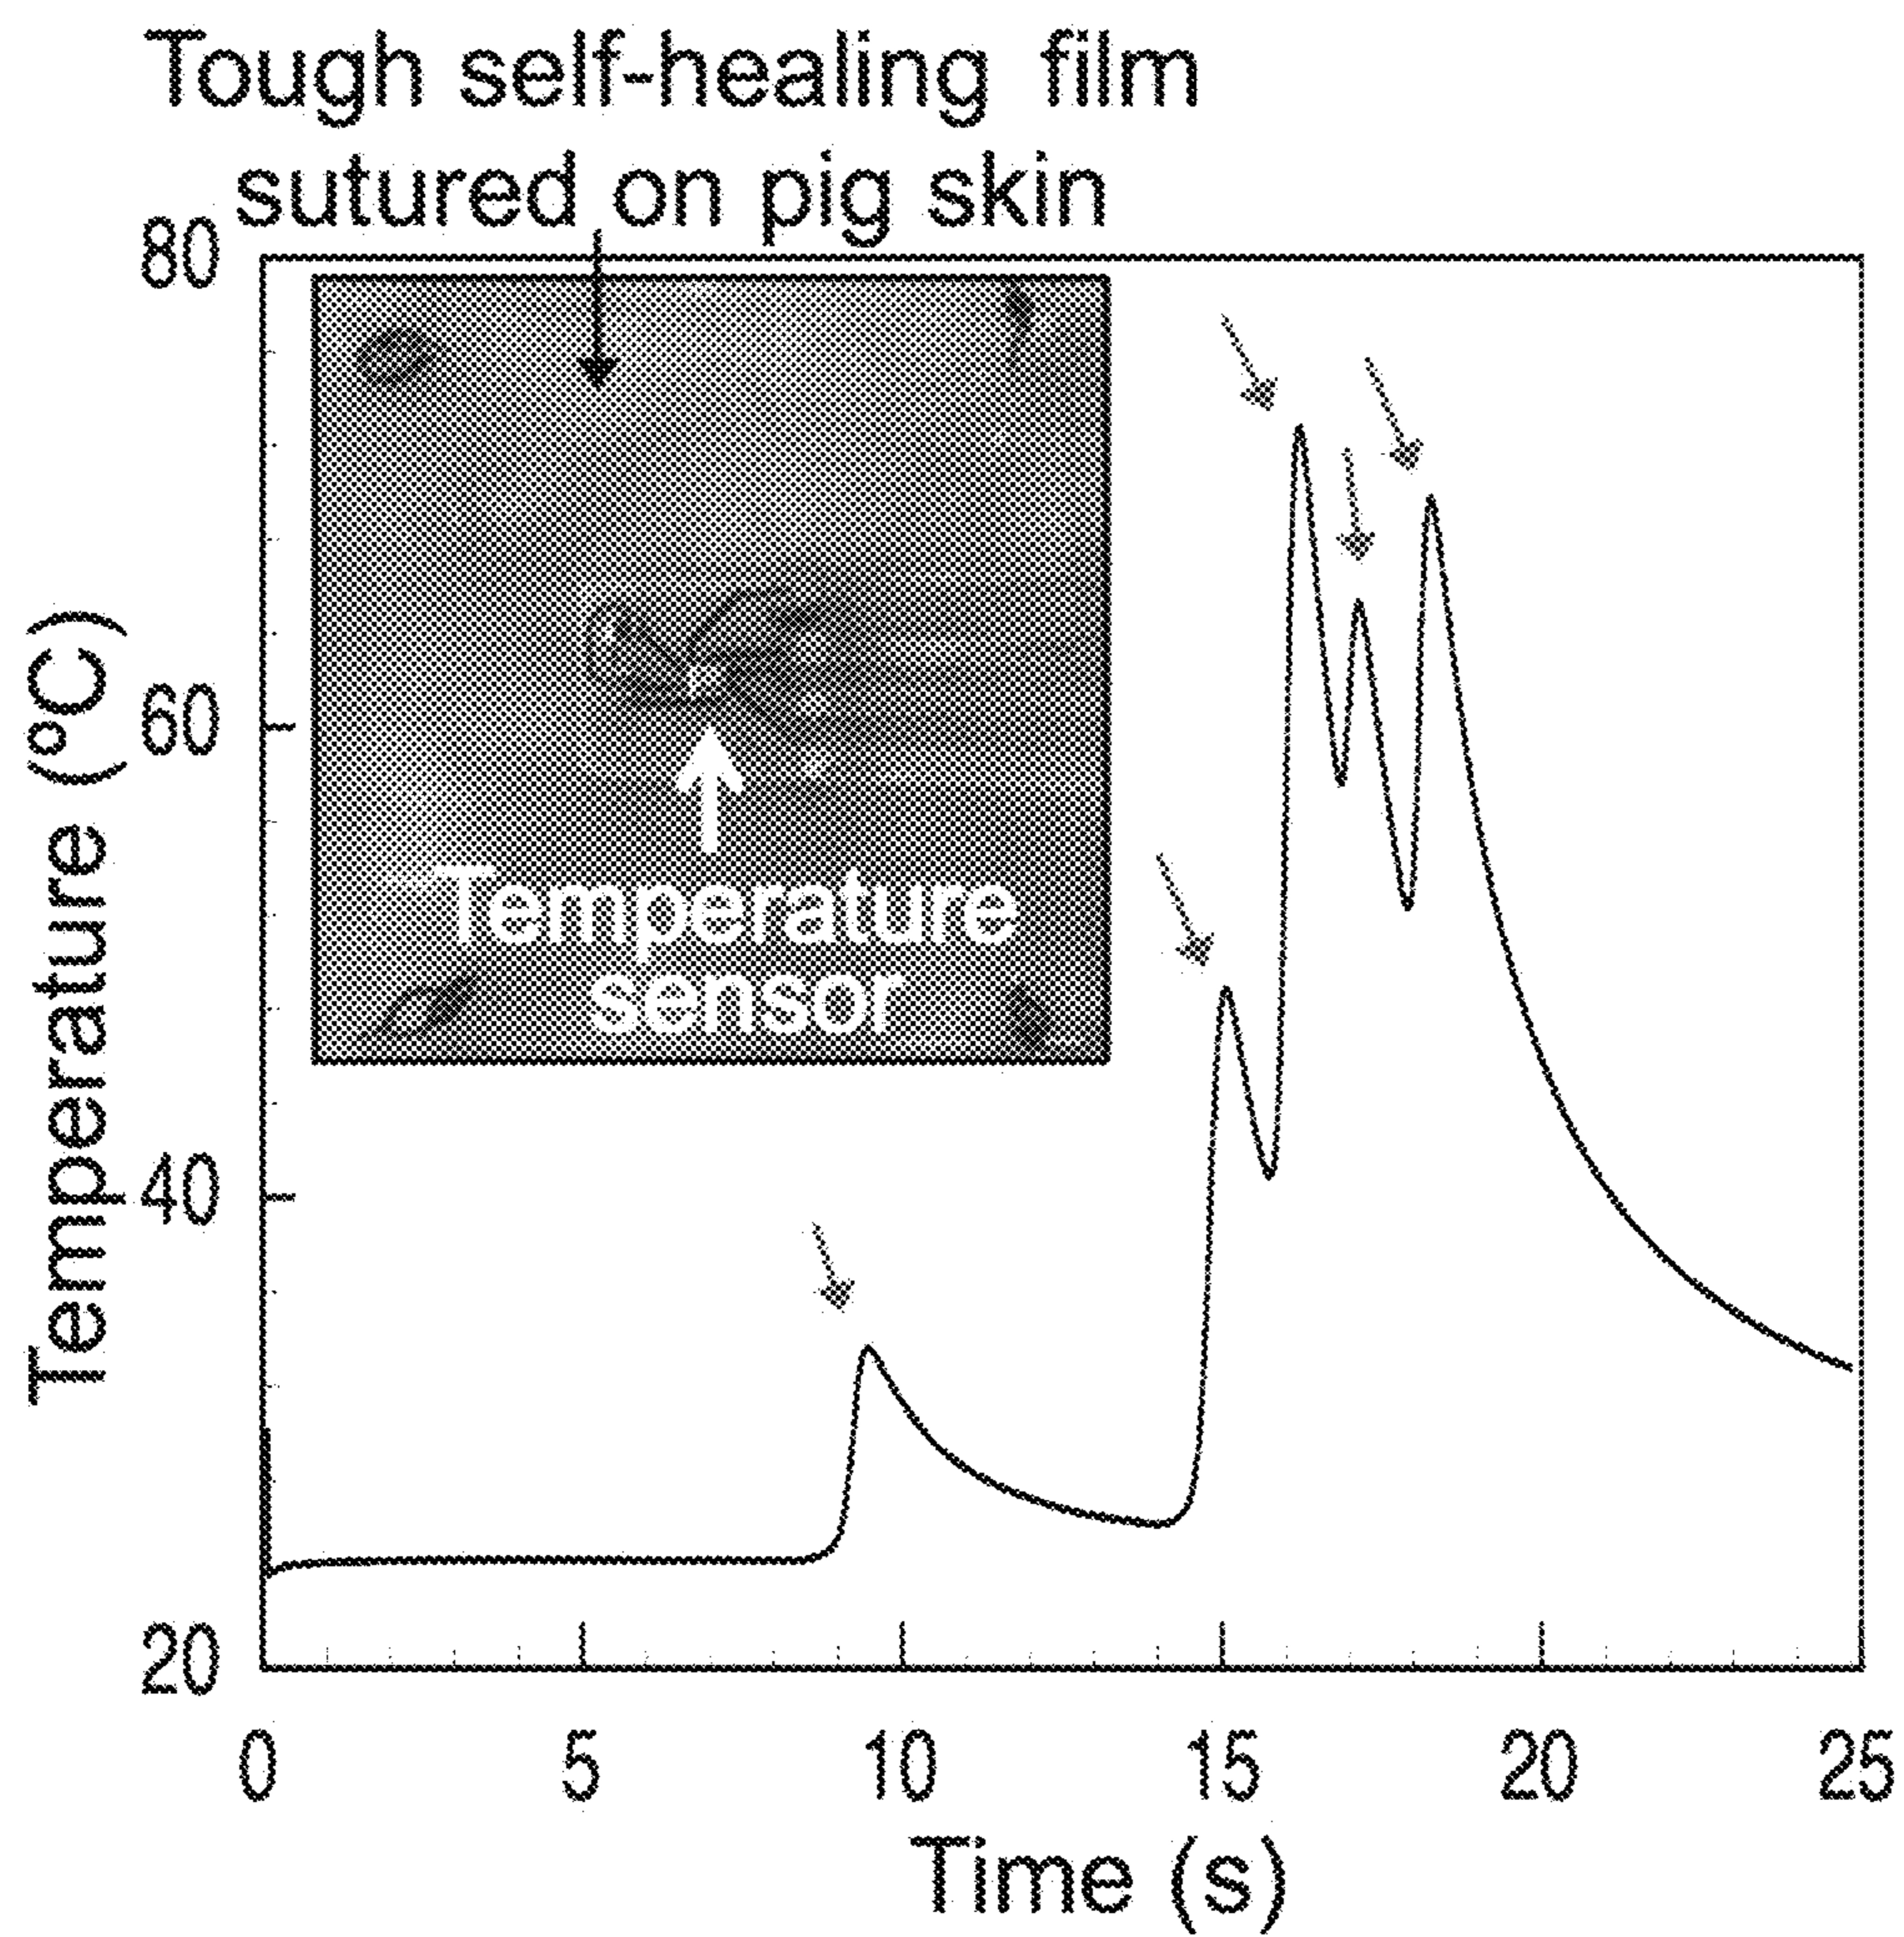 Tough self-healing film
sutured on pig skin
80
60
40
20
Temperature (°C)
Temperature
sensor
0 5 10 15 20 25
Time (s)